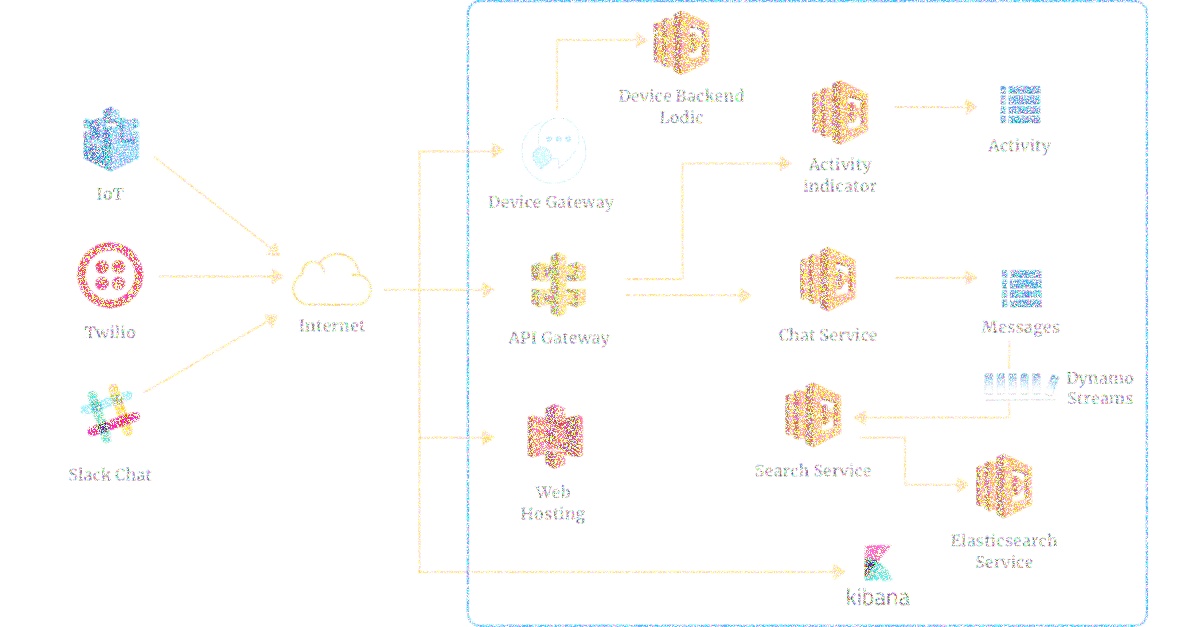 Device Backend
Lodic
IoT
Device Gateway
Activity
indicator
Activity
Twilio
Internet
API Gateway
Chat Service
Messages
Dynamo
Streams
Slack Chat
Web
Hosting
Search Service
Elasticsearch
Service
kibana